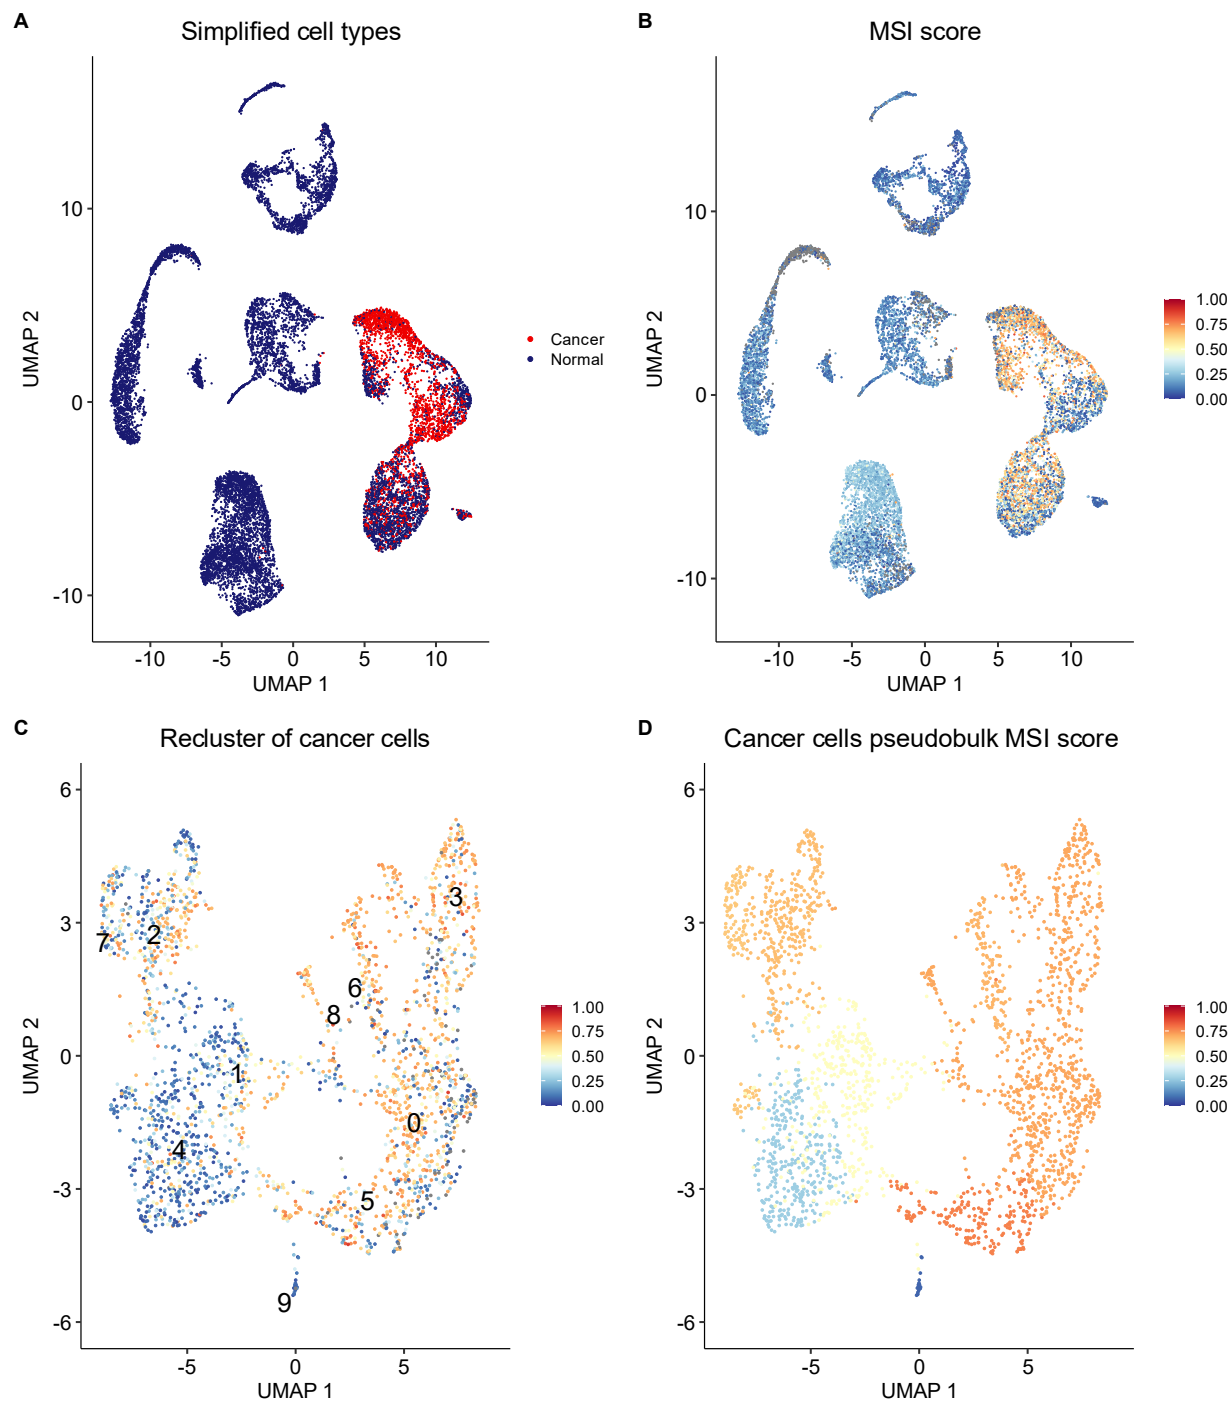 A
Simplified cell types
10
0
-10
UMAP 2
-10 -5 0 5 10
UMAP 1
Cancer
Normal
B
MSI score
10
0
-10
UMAP 2
-10 -5 0 5 10
UMAP 1
1.00
0.75
0.50
0.25
0.00
C
Recluster of cancer cells
6
3
0
-3
-6
UMAP 2
3
7 2
6
8
1
0
4
5
9
-5 0 5
UMAP 1
1.00
0.75
0.50
0.25
0.00
D
Cancer cells pseudobulk MSI score
6
3
0
-3
-6
UMAP 2
-5 0 5
UMAP 1
1.00
0.75
0.50
0.25
0.00